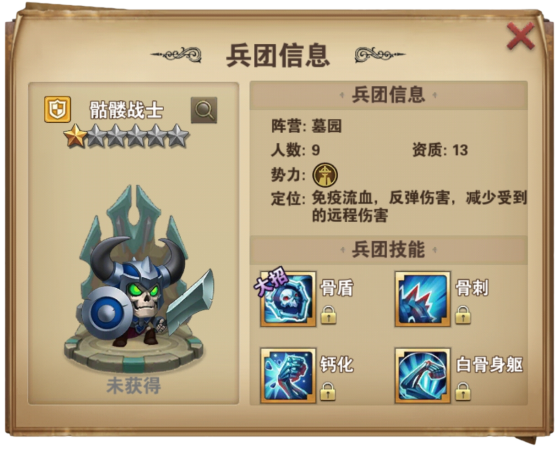 兵团信息
骷髅战士
未获得
兵团信息
阵营: 墓园
人数: 9 资质: 13
势力:
定位: 免疫流血，反弹伤害，减少受到
的远程伤害
兵团技能
大招 骨盾 骨刺
钙化 白骨身躯